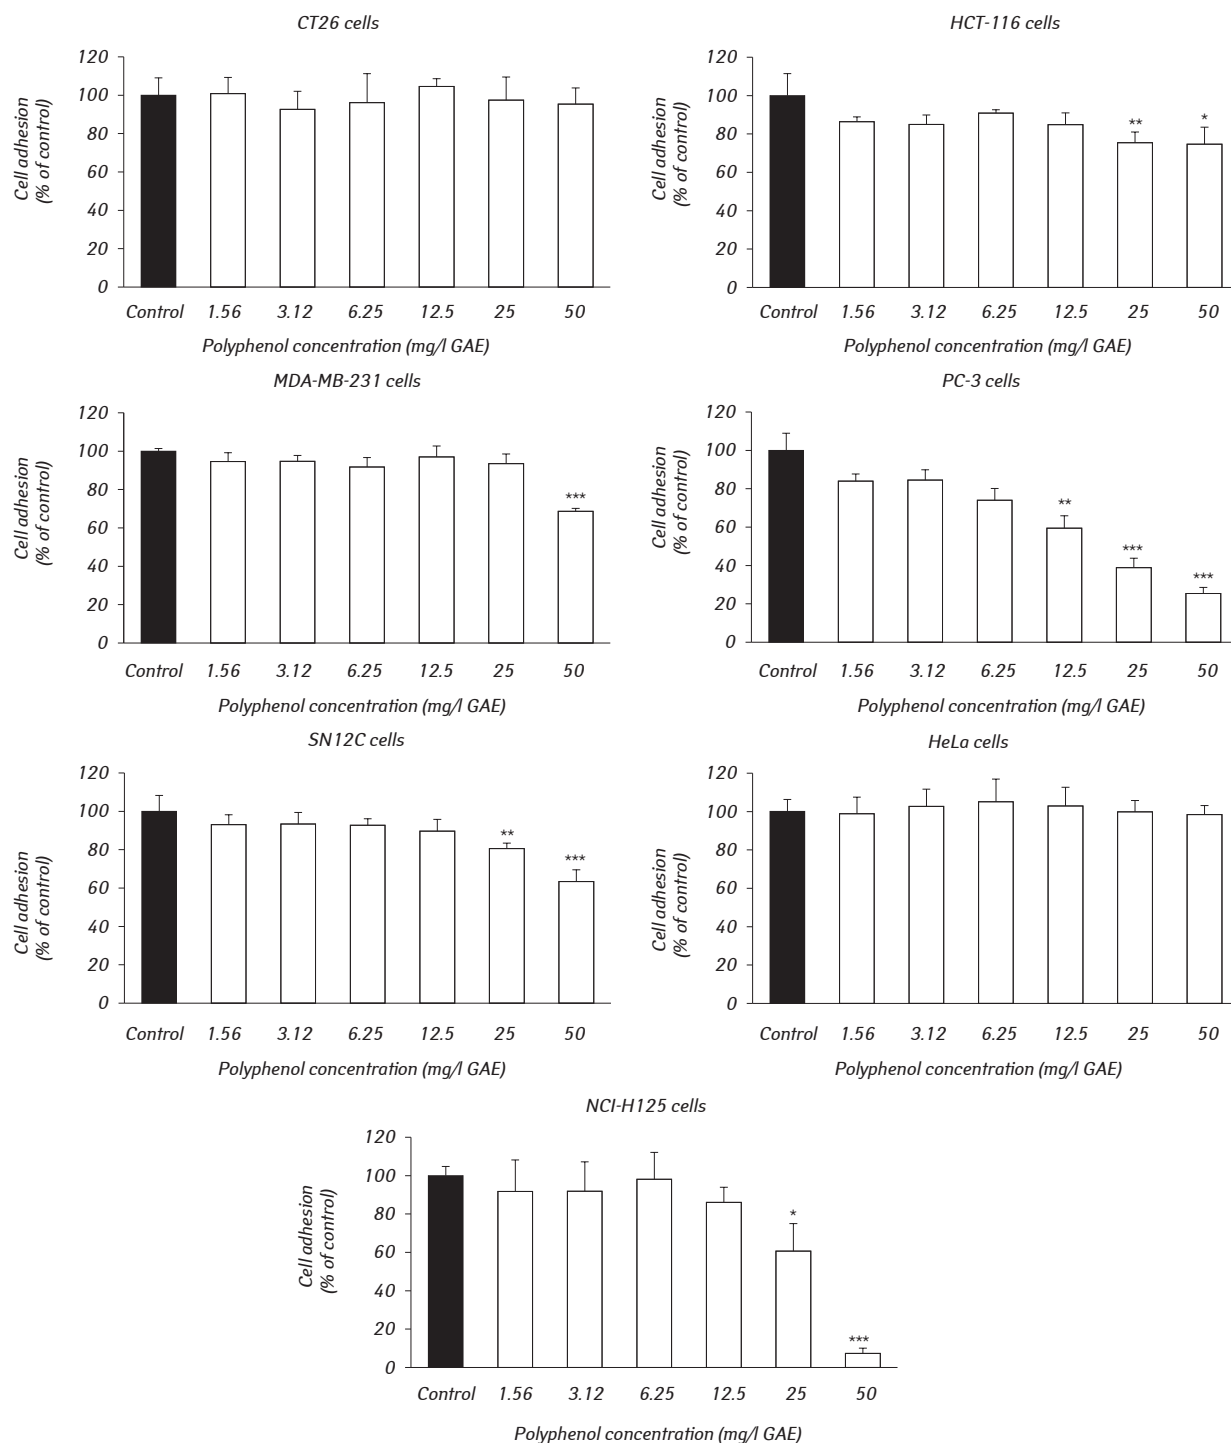 CT26 cells
Cell adhesion
(% of control)
120
100
80
60
40
20
0
Control 1.56 3.12 6.25 12.5 25 50
Polyphenol concentration (mg/l GAE)
HCT-116 cells
Cell adhesion
(% of control)
120
100
80
60
40
20
0
** *
Control 1.56 3.12 6.25 12.5 25 50
Polyphenol concentration (mg/l GAE)
MDA-MB-231 cells
Cell adhesion
(% of control)
120
100
80
60
40
20
0
***
Control 1.56 3.12 6.25 12.5 25 50
Polyphenol concentration (mg/l GAE)
PC-3 cells
Cell adhesion
(% of control)
120
100
80
60
40
20
0
** *** ***
Control 1.56 3.12 6.25 12.5 25 50
Polyphenol concentration (mg/l GAE)
SN12C cells
Cell adhesion
(% of control)
120
100
80
60
40
20
0
** ***
Control 1.56 3.12 6.25 12.5 25 50
Polyphenol concentration (mg/l GAE)
HeLa cells
Cell adhesion
(% of control)
120
100
80
60
40
20
0
Control 1.56 3.12 6.25 12.5 25 50
Polyphenol concentration (mg/l GAE)
NCI-H125 cells
Cell adhesion
(% of control)
120
100
80
60
40
20
0
* ***
Control 1.56 3.12 6.25 12.5 25 50
Polyphenol concentration (mg/l GAE)